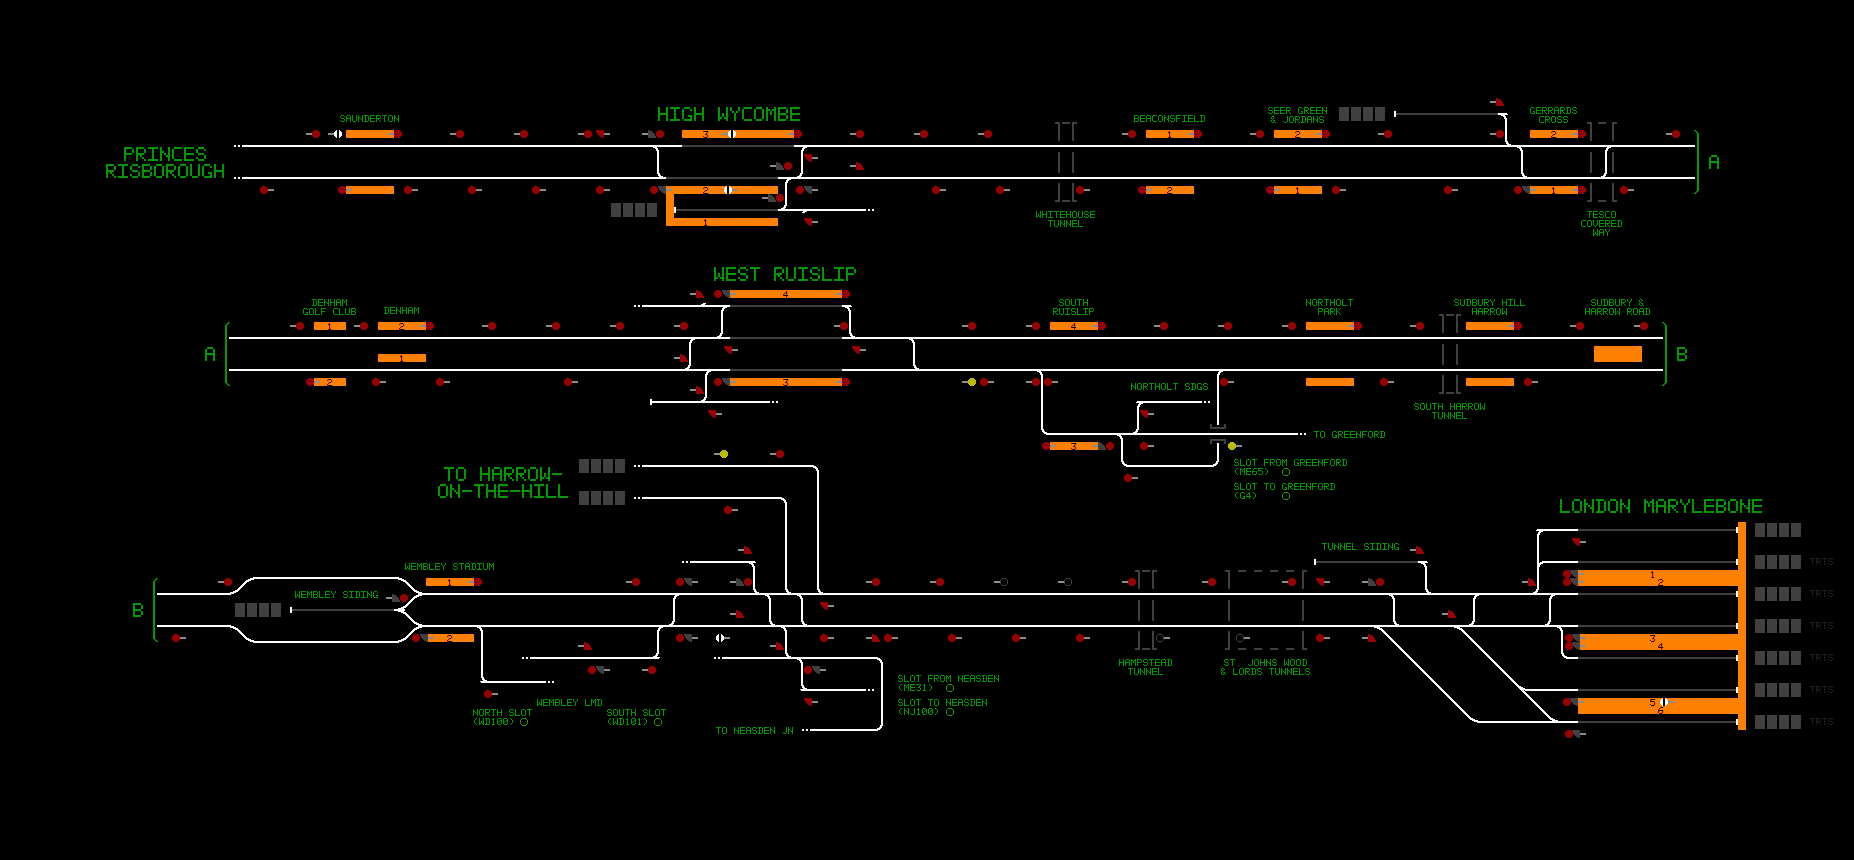 HIGH WYCOMBE
SAUNDERTON
BEACONSFIELD
SEER GREEN
& JORDANS
GERRARDS
CROSS
3
1
2
2
PRINCES
RISBOROUGH
A
2
2
1
1
1
WHITEHOUSE
TUNNEL
TESCO
COVERED
WAY
WEST RUISLIP
4
DENHAM
GOLF CLUB
DENHAM
SOUTH
RUISLIP
NORTHOLT
PARK
SUDBURY HILL
HARROW
SUDBURY &
HARROW ROAD
1
2
4
A
1
B
2
3
NORTHOLT SDGS
SOUTH HARROW
TUNNEL
TO GREENFORD
3
SLOT FROM GREENFORD
(ME65)
SLOT TO GREENFORD
(G4)
TO HARROW-
ON-THE-HILL
LONDON MARYLEBONE
TUNNEL SIDING
TRTS
WEMBLEY STADIUM
1
1
2
WEMBLEY SIDING
TRTS
B
TRTS
2
3
4
HAMPSTEAD
TUNNEL
ST. JOHNS WOOD
& LORDS TUNNELS
TRTS
SLOT FROM NEASDEN
(ME31)
TRTS
WEMBLEY LMD
SLOT TO NEASDEN
(NJ100)
5
6
NORTH SLOT
(WD100)
SOUTH SLOT
(WD101)
TRTS
TO NEASDEN JN